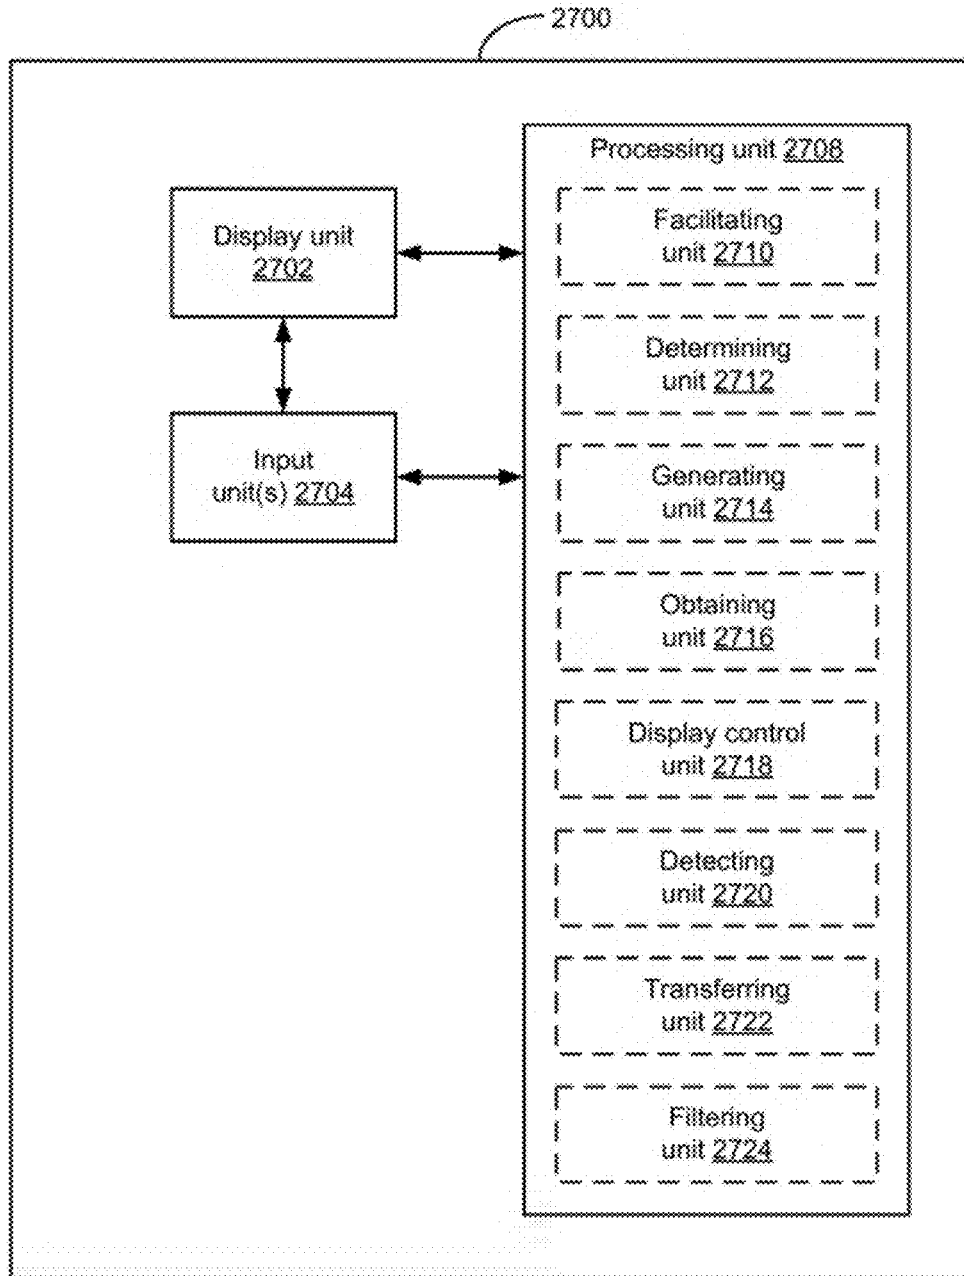 2700
Processing unit 2708
Display unit
2702
Input
unit(s) 2704
Facilitating
unit 2710
Determining
unit 2712
Generating
unit 2714
Obtaining
unit 2716
Display control
unit 2718
Detecting
unit 2720
Transferring
unit 2722
Filtering
unit 2724